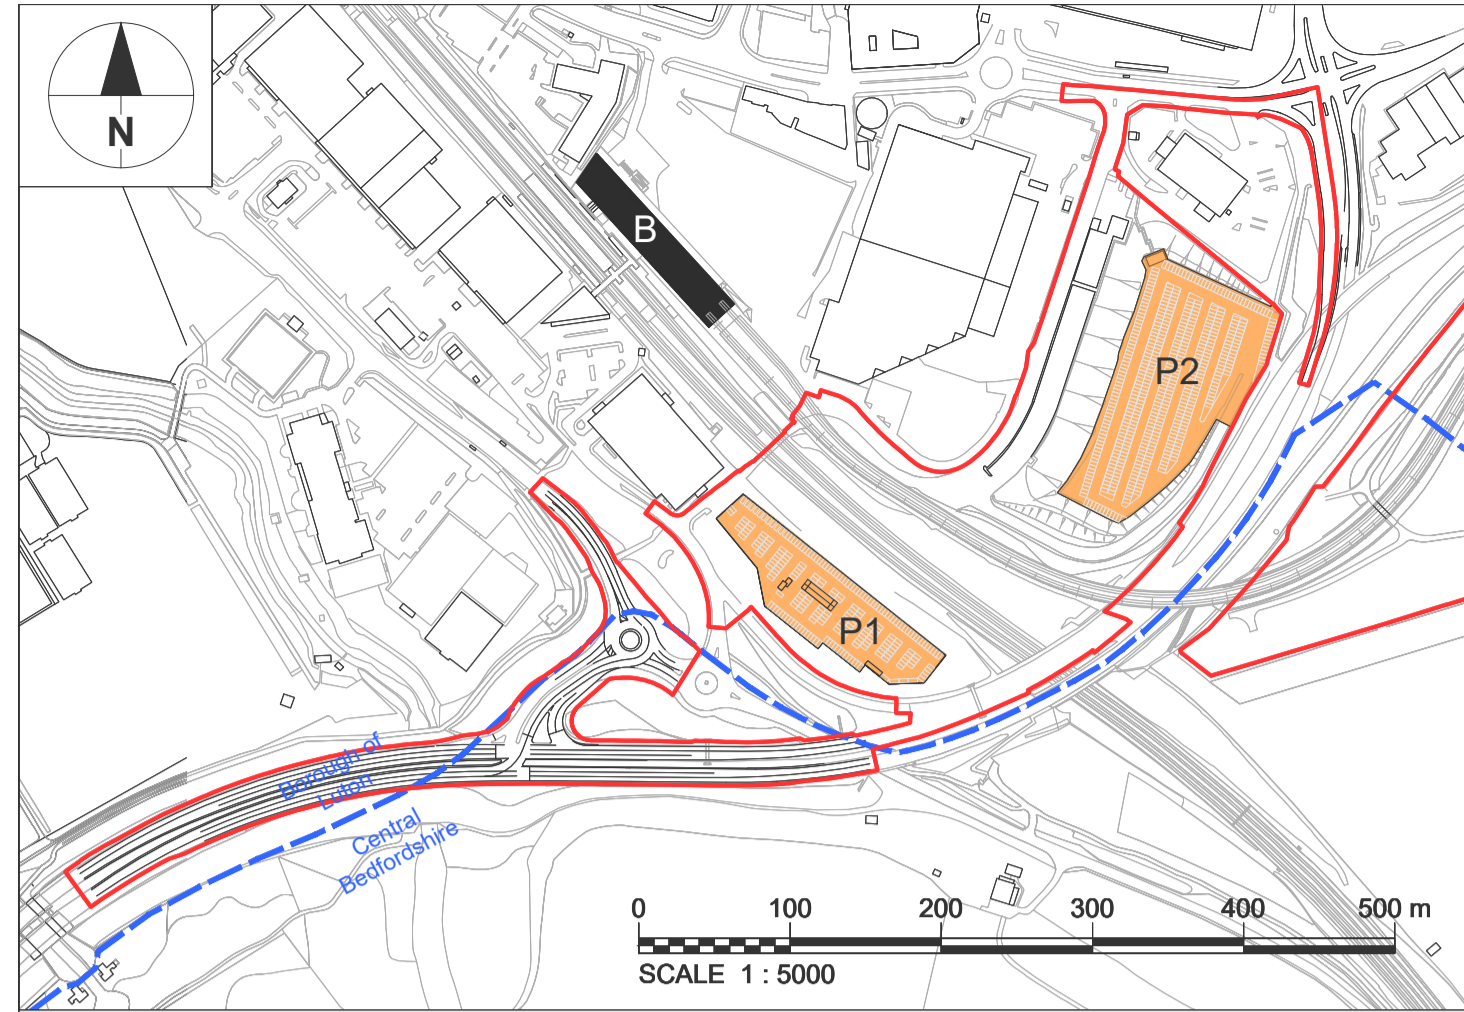 N
B
P2
P1
Borough of
Luton
Central
Bedfordshire
0 100 200 300 400 500 m
SCALE 1 : 5000